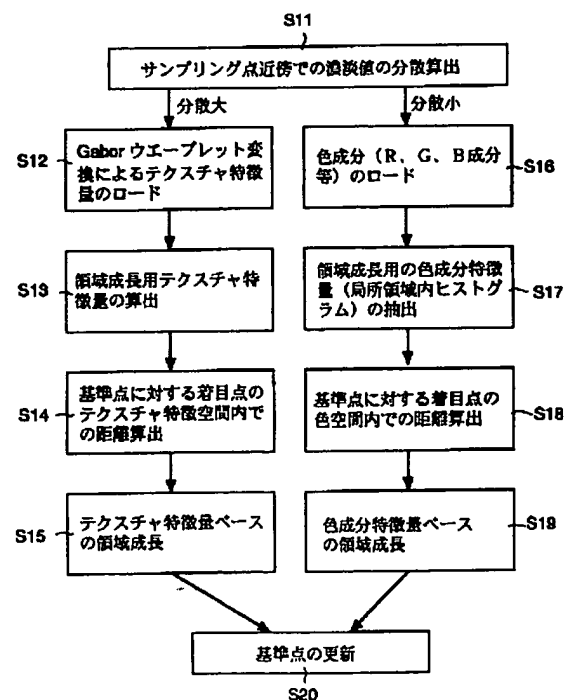 S11
サンプリング点近傍での濃淡値の分散算出
分散大
分散小
S12
Gaborウエーブレット変
換によるテクスチャ特徴
量のロード
色成分（R、G、B成分
等）のロード
S16
S13
領域成長用テクスチャ特
徴量の算出
領域成長用の色成分特徴
量（局所領域内ヒストグ
ラム）の抽出
S17
S14
基準点に対する着目点の
テクスチャ特徴空間内で
の距離算出
基準点に対する着目点の
色空間内での距離算出
S18
S15
テクスチャ特徴量ベース
の領域成長
色成分特徴量ベース
の領域成長
S19
基準点の更新
S20